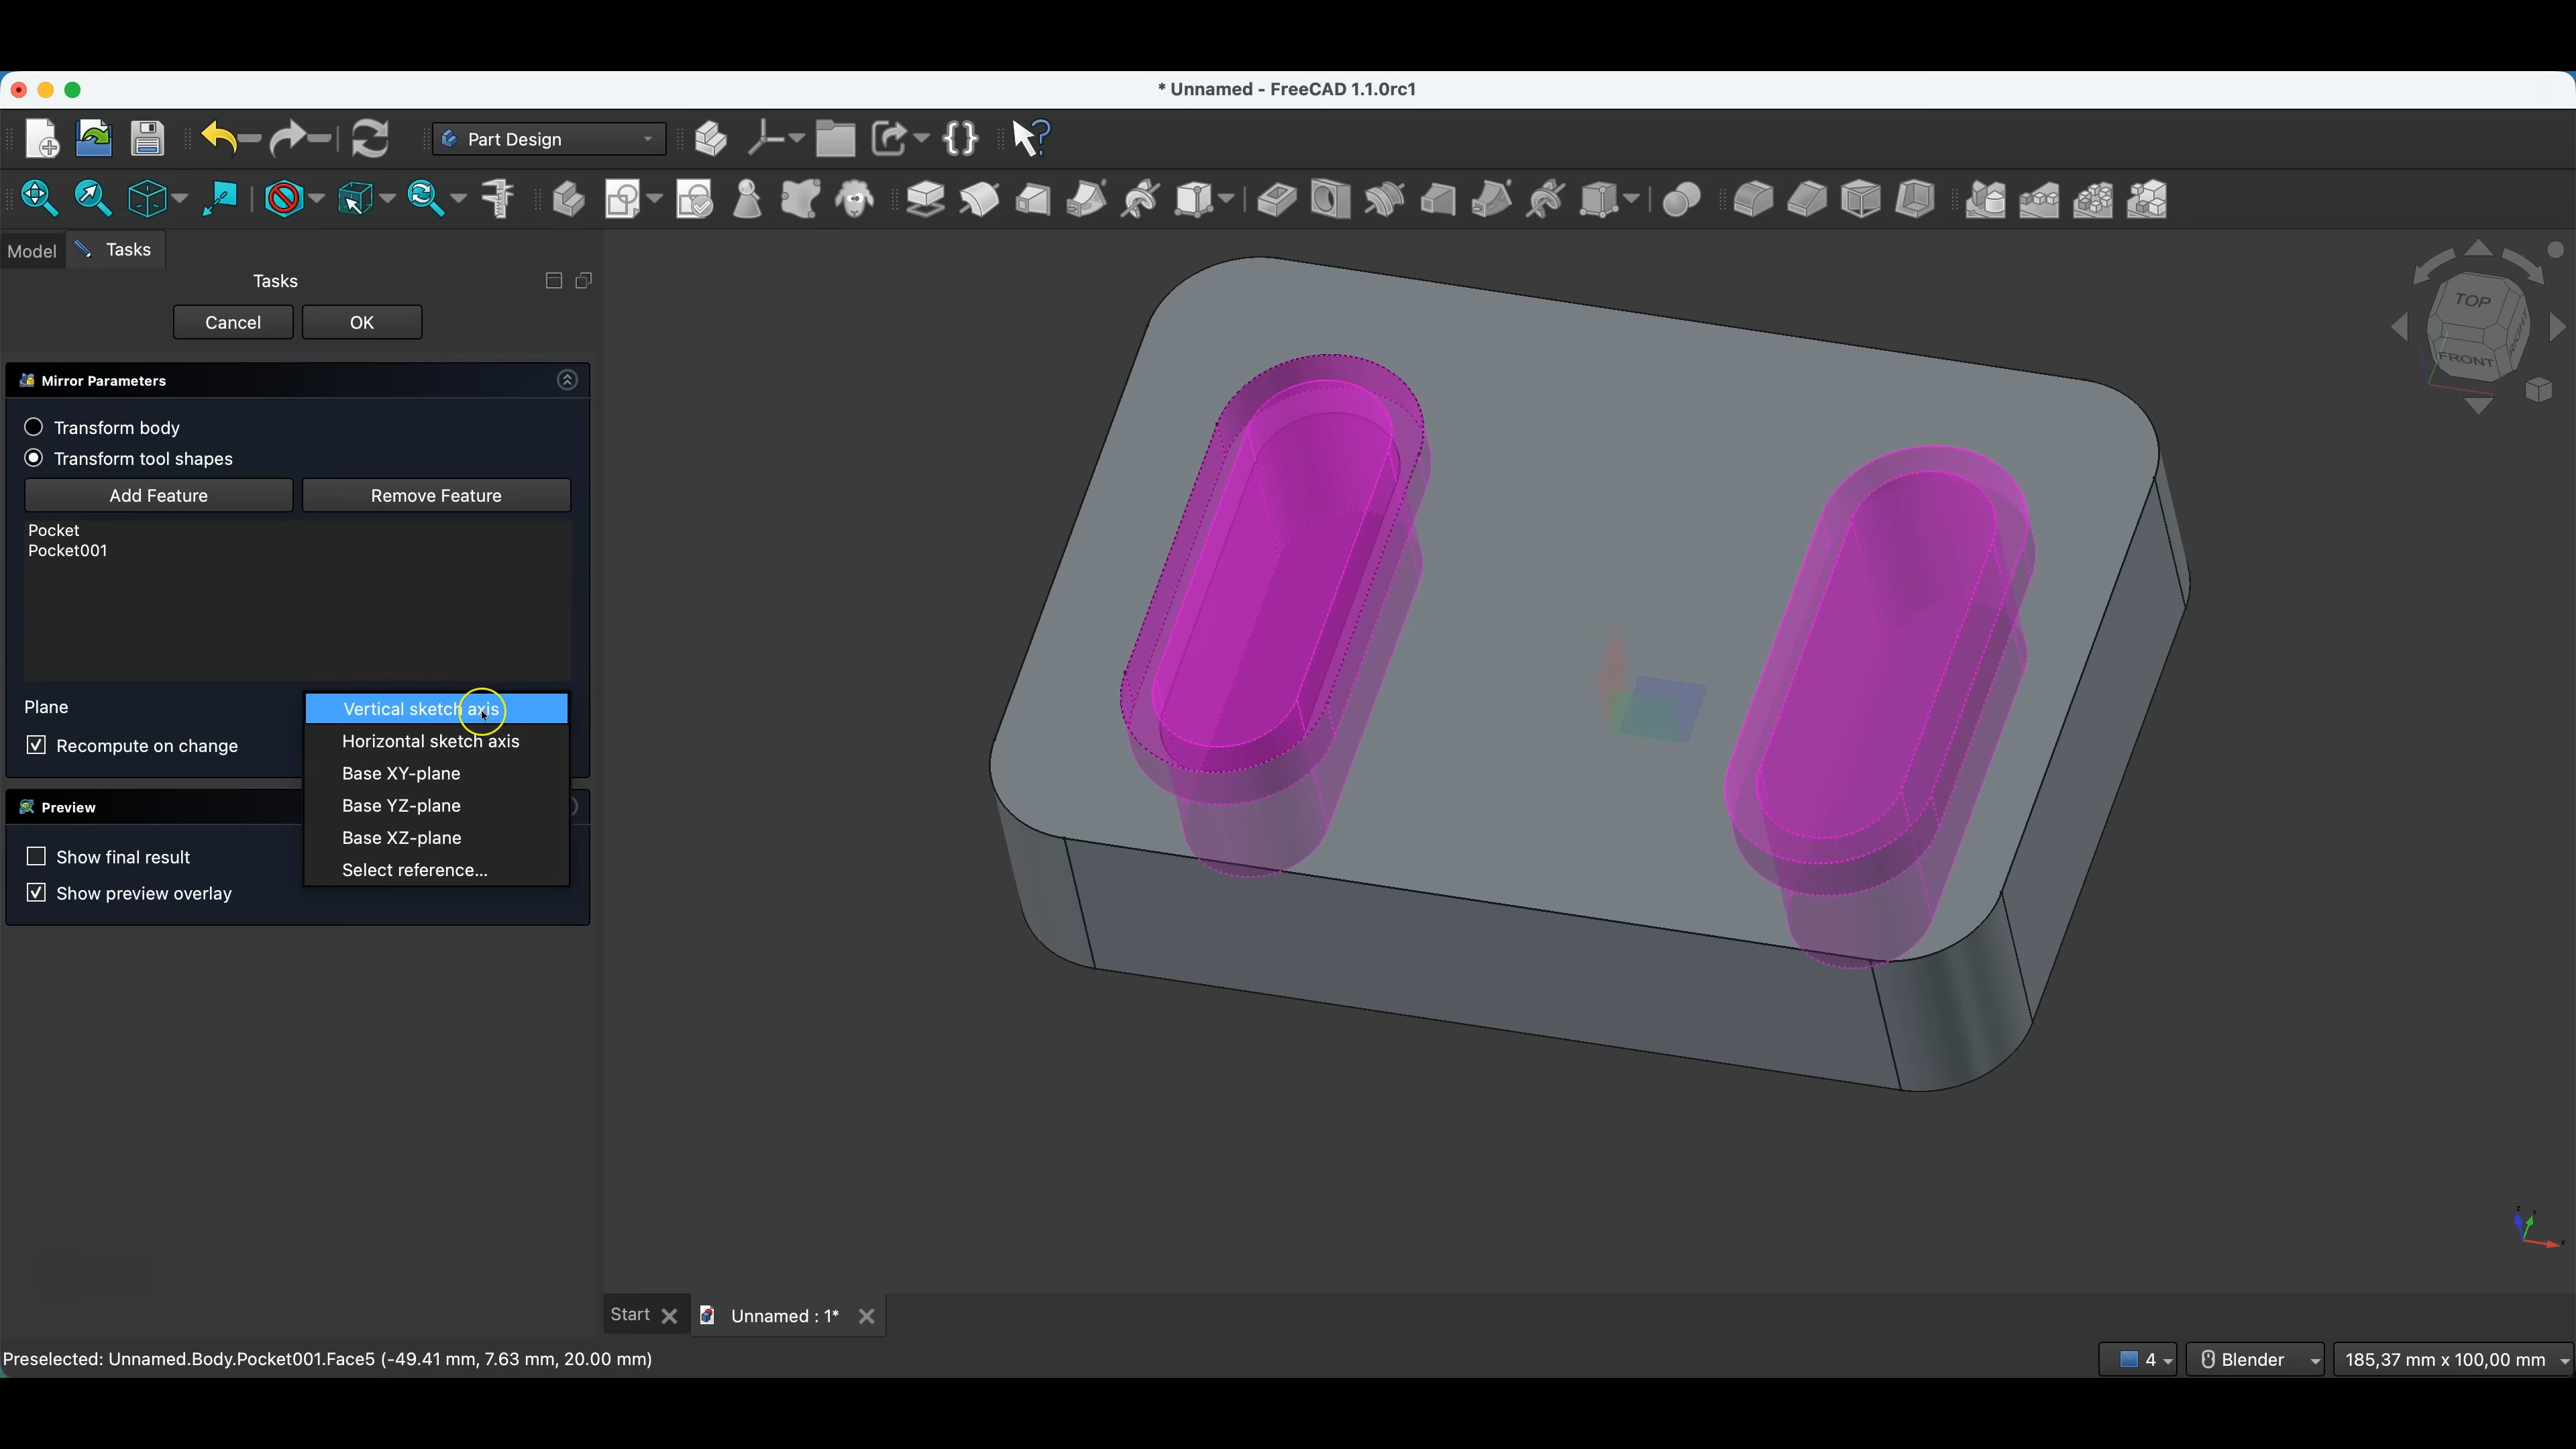 * Unnamed - FreeCAD 1.1.0rc1
Part Design
Model
Tasks
Tasks
Cancel
OK
Mirror Parameters
Transform body
Transform tool shapes
Add Feature
Remove Feature
Pocket
Pocket001
Plane
Vertical sketch axis
Recompute on change
Horizontal sketch axis
Base XY-plane
Base YZ-plane
Base XZ-plane
Select reference...
Preview
Show final result
Show preview overlay
TOP
FRONT
RIGHT
Z
Y
X
Start
Unnamed : 1*
Preselected: Unnamed.Body.Pocket001.Face5 (-49.41 mm, 7.63 mm, 20.00 mm)
4
Blender
185,37 mm x 100,00 mm